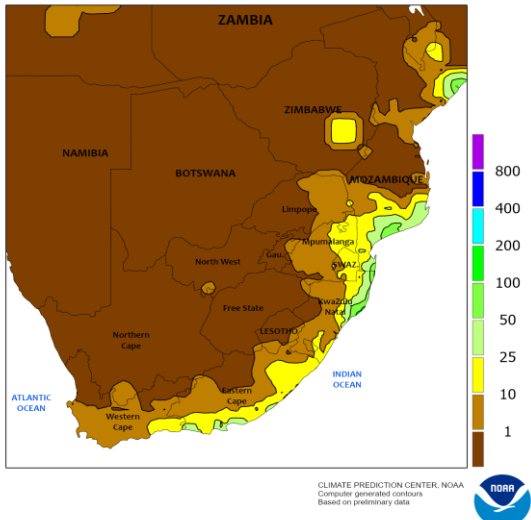 ZAMBIA
ZIMBABWE
NAMIBIA
BOTSWANA
MOZAMBIQUE
Limpopo
Mpumalanga
Gau.
SWAZ.
North West
Free State
KwaZulu
Natal
LESOTHO
Northern
Cape
Eastern
Cape
Western
Cape
ATLANTIC
OCEAN
INDIAN
OCEAN
800
400
200
100
50
25
10
1
CLIMATE PREDICTION CENTER, NOAA
Computer generated contours
Based on preliminary data
NOAA